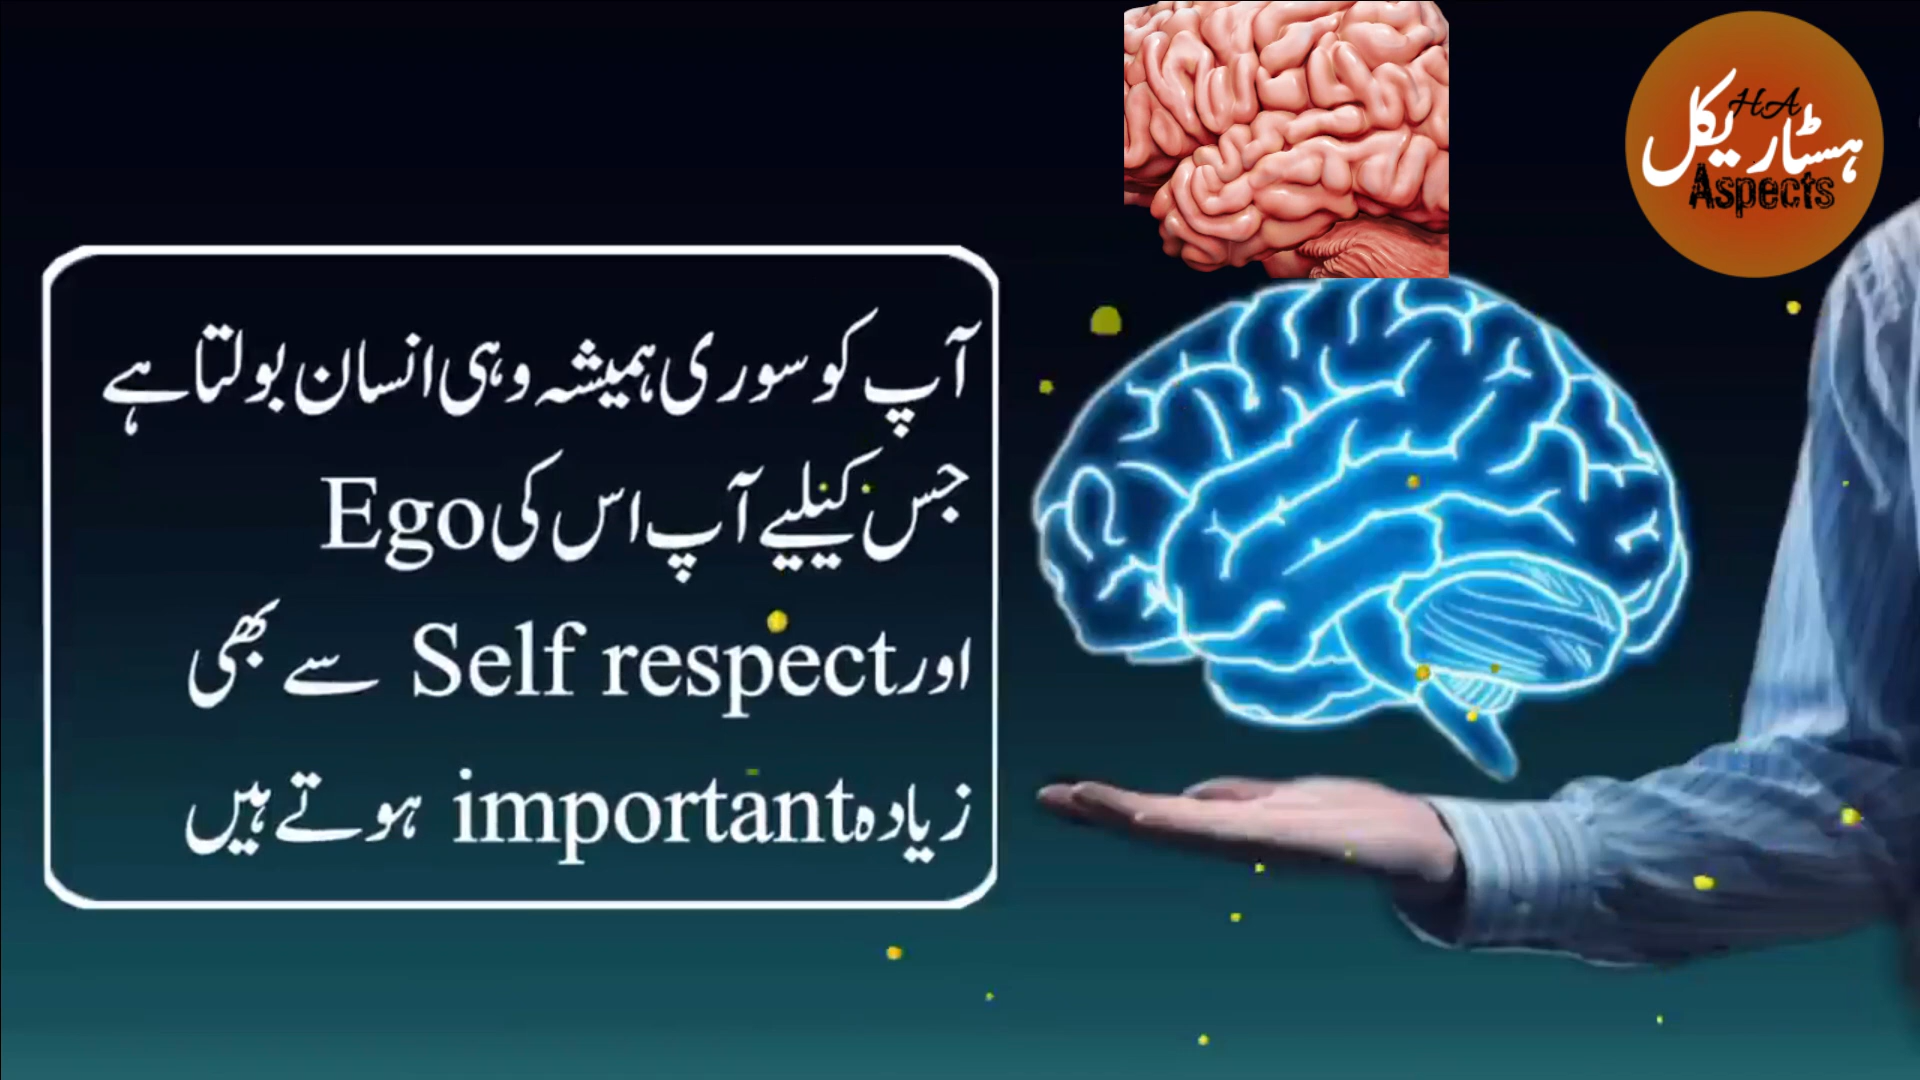 HA
ہسٹاریکل
Aspects
آپ کو سوری ہمیشہ وہی انسان بولتا ہے
جس کیلیے آپ اس کی Ego
اور Self respect سے بھی
زیادہ important ہوتے ہیں